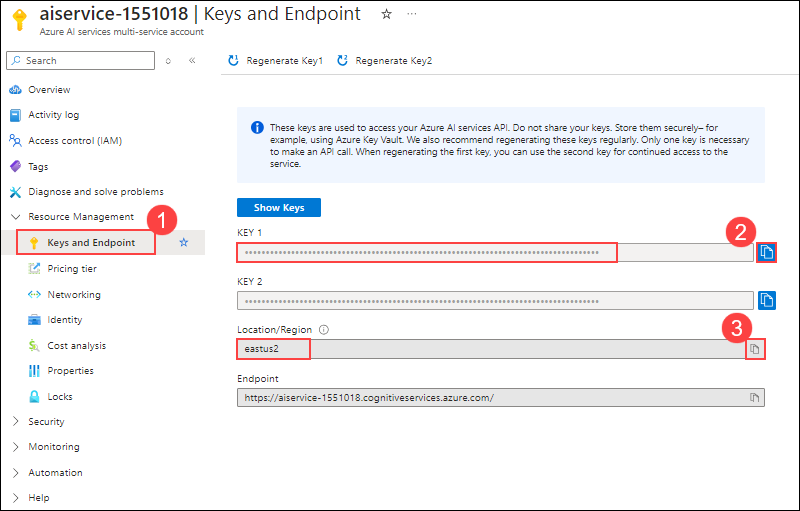 aiservice-1551018 | Keys and Endpoint ☆ ···
Azure AI services multi-service account
Search
Regenerate Key1 Regenerate Key2
Overview
Activity log
Access control (IAM)
Tags
Diagnose and solve problems
Resource Management
1
Keys and Endpoint
Pricing tier
Networking
Identity
Cost analysis
Properties
Locks
Security
Monitoring
Automation
Help
These keys are used to access your Azure AI services API. Do not share your keys. Store them securely– for
example, using Azure Key Vault. We also recommend regenerating these keys regularly. Only one key is necessary
to make an API call. When regenerating the first key, you can use the second key for continued access to the
service.
Show Keys
KEY 1
2
KEY 2
Location/Region
3
eastus2
Endpoint
https://aiservice-1551018.cognitiveservices.azure.com/